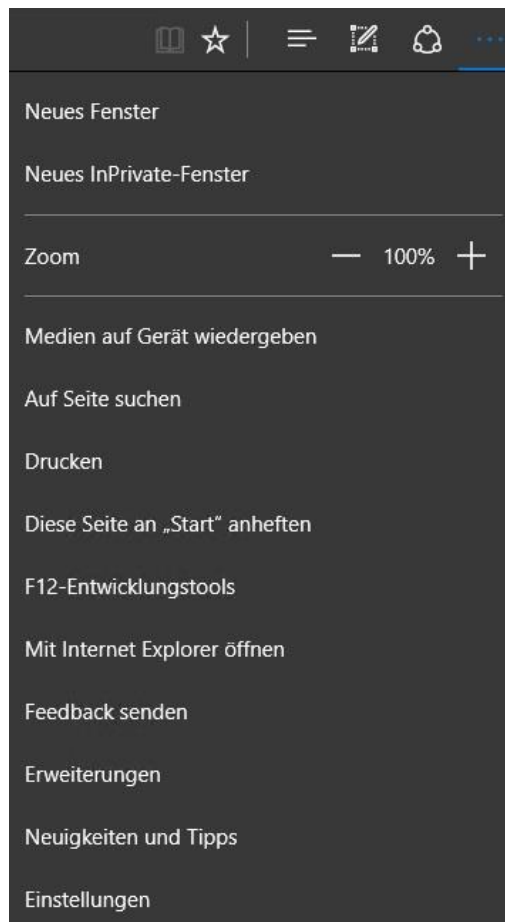 Neues Fenster
Neues InPrivate-Fenster
Zoom 100%
Medien auf Gerät wiedergeben
Auf Seite suchen
Drucken
Diese Seite an „Start“ anheften
F12-Entwicklungstools
Mit Internet Explorer öffnen
Feedback senden
Erweiterungen
Neuigkeiten und Tipps
Einstellungen